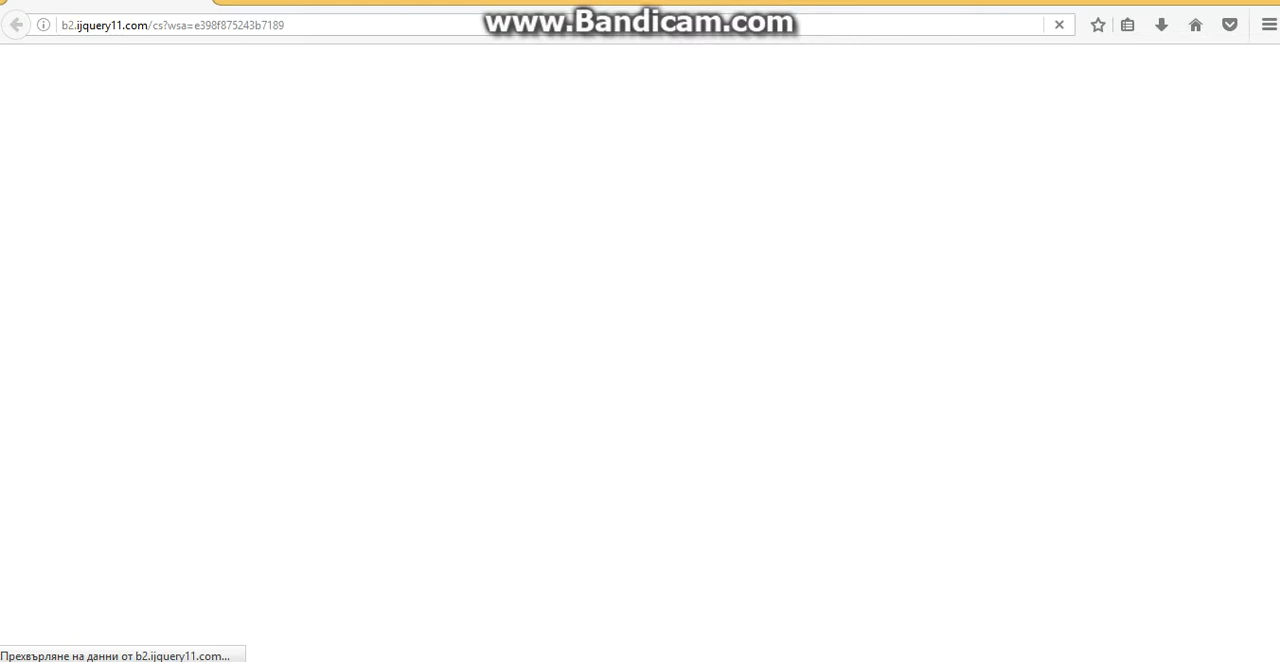 www.Bandicam.com
b2.ijquery11.com/cs?wsa=e398f875243b7189
Прехвърляне на данни от b2.ijquery11.com...